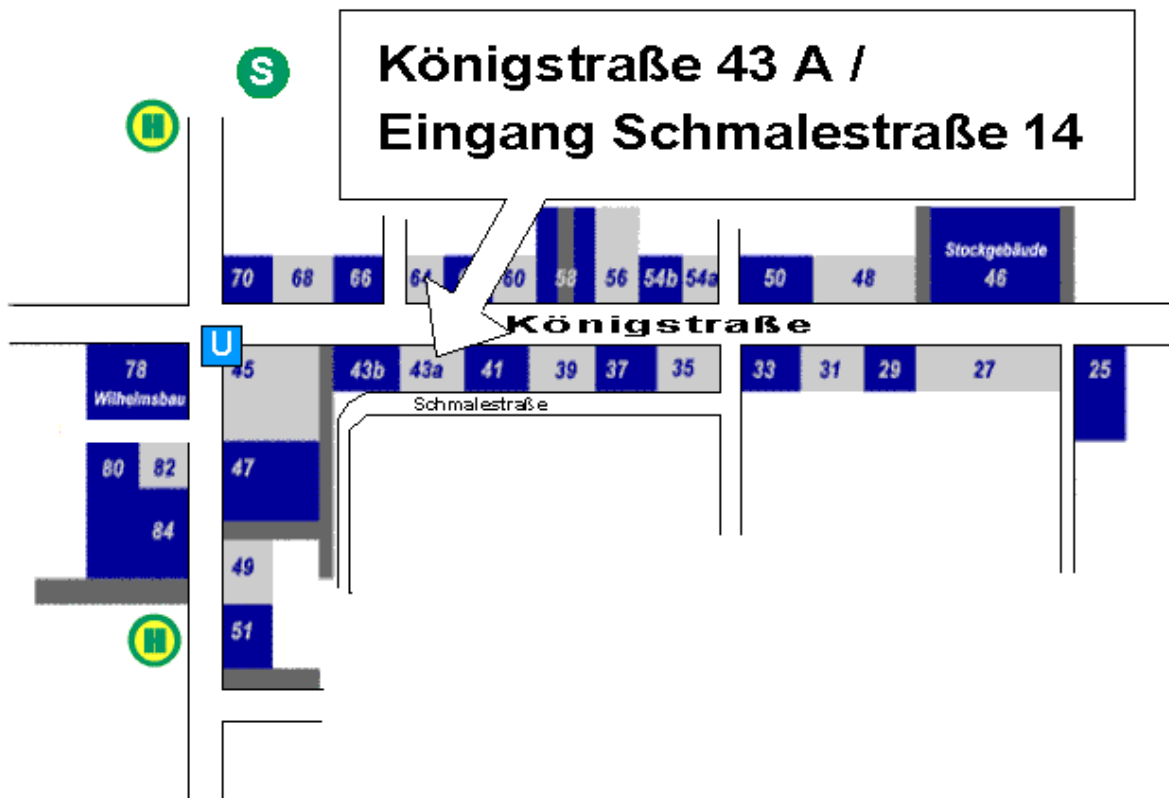 S
Königstraße 43 A /
Eingang Schmalestraße 14
H
70 68 66 64 60 58 56 54b 54a 50 48 Stockgebäude 46
Königstraße
U
78 Wilhelmsbau
45 43b 43a 41 39 37 35 33 31 29 27 25
Schmalestraße
80 82 47
84
49
H
51